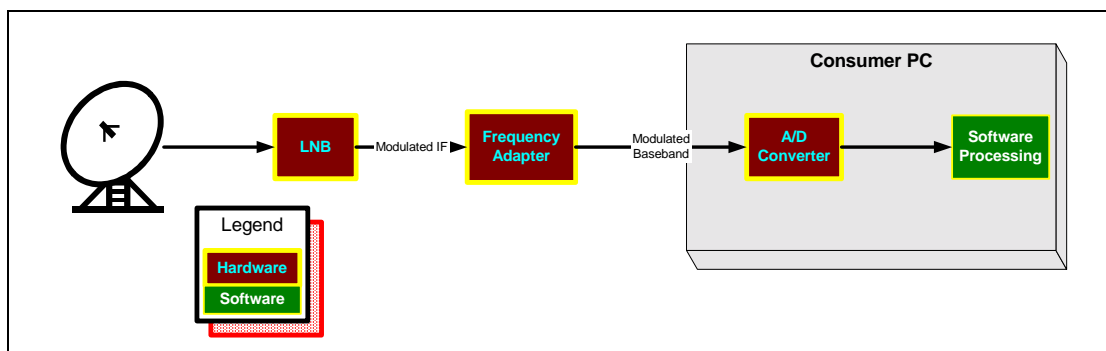 Consumer PC
LNB
Modulated IF
Frequency
Adapter
Modulated
Baseband
A/D
Converter
Software
Processing
Legend
Hardware
Software